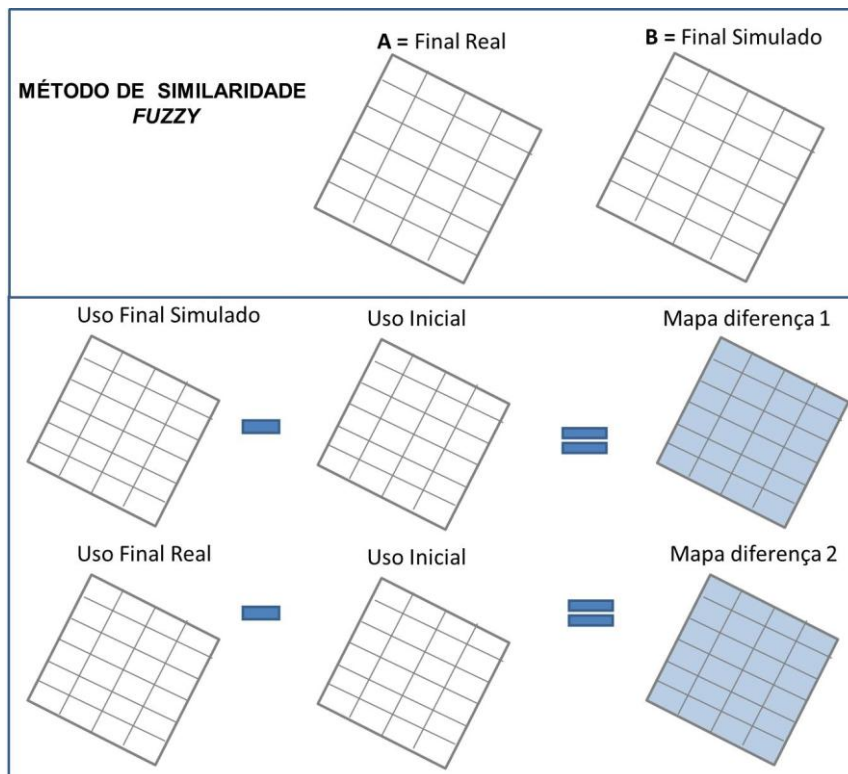 A = Final Real
B = Final Simulado
MÉTODO DE SIMILARIDADE
FUZZY
Uso Final Simulado
Uso Inicial
Mapa diferença 1
Uso Final Real
Uso Inicial
Mapa diferença 2